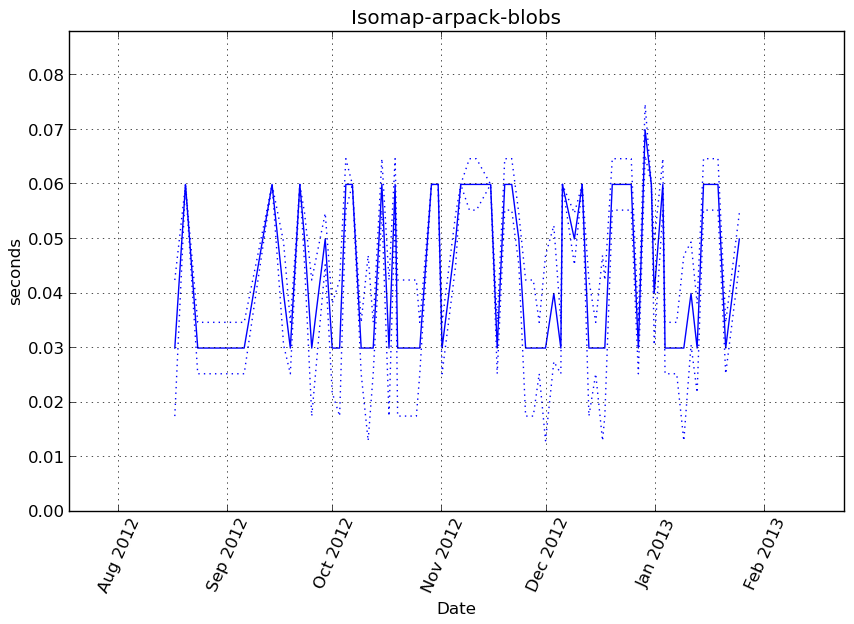 Isomap-arpack-blobs
0.08
0.07
0.06
0.05
0.04
0.03
0.02
0.01
0.00
seconds
Aug 2012
Sep 2012
Oct 2012
Nov 2012
Dec 2012
Jan 2013
Feb 2013
Date